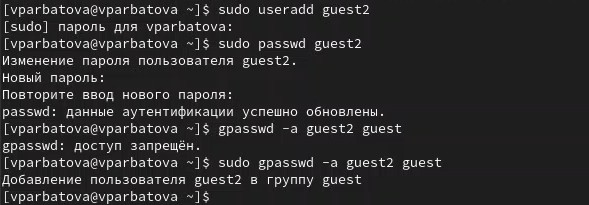 [vparbatova@vparbatova ~]$ sudo useradd guest2
[sudo] пароль для vparbatova:
[vparbatova@vparbatova ~]$ sudo passwd guest2
Изменение пароля пользователя guest2.
Новый пароль:
Повторите ввод нового пароля:
passwd: данные аутентификации успешно обновлены.
[vparbatova@vparbatova ~]$ gpasswd -a guest2 guest
gpasswd: доступ запрещён.
[vparbatova@vparbatova ~]$ sudo gpasswd -a guest2 guest
Добавление пользователя guest2 в группу guest
[vparbatova@vparbatova ~]$